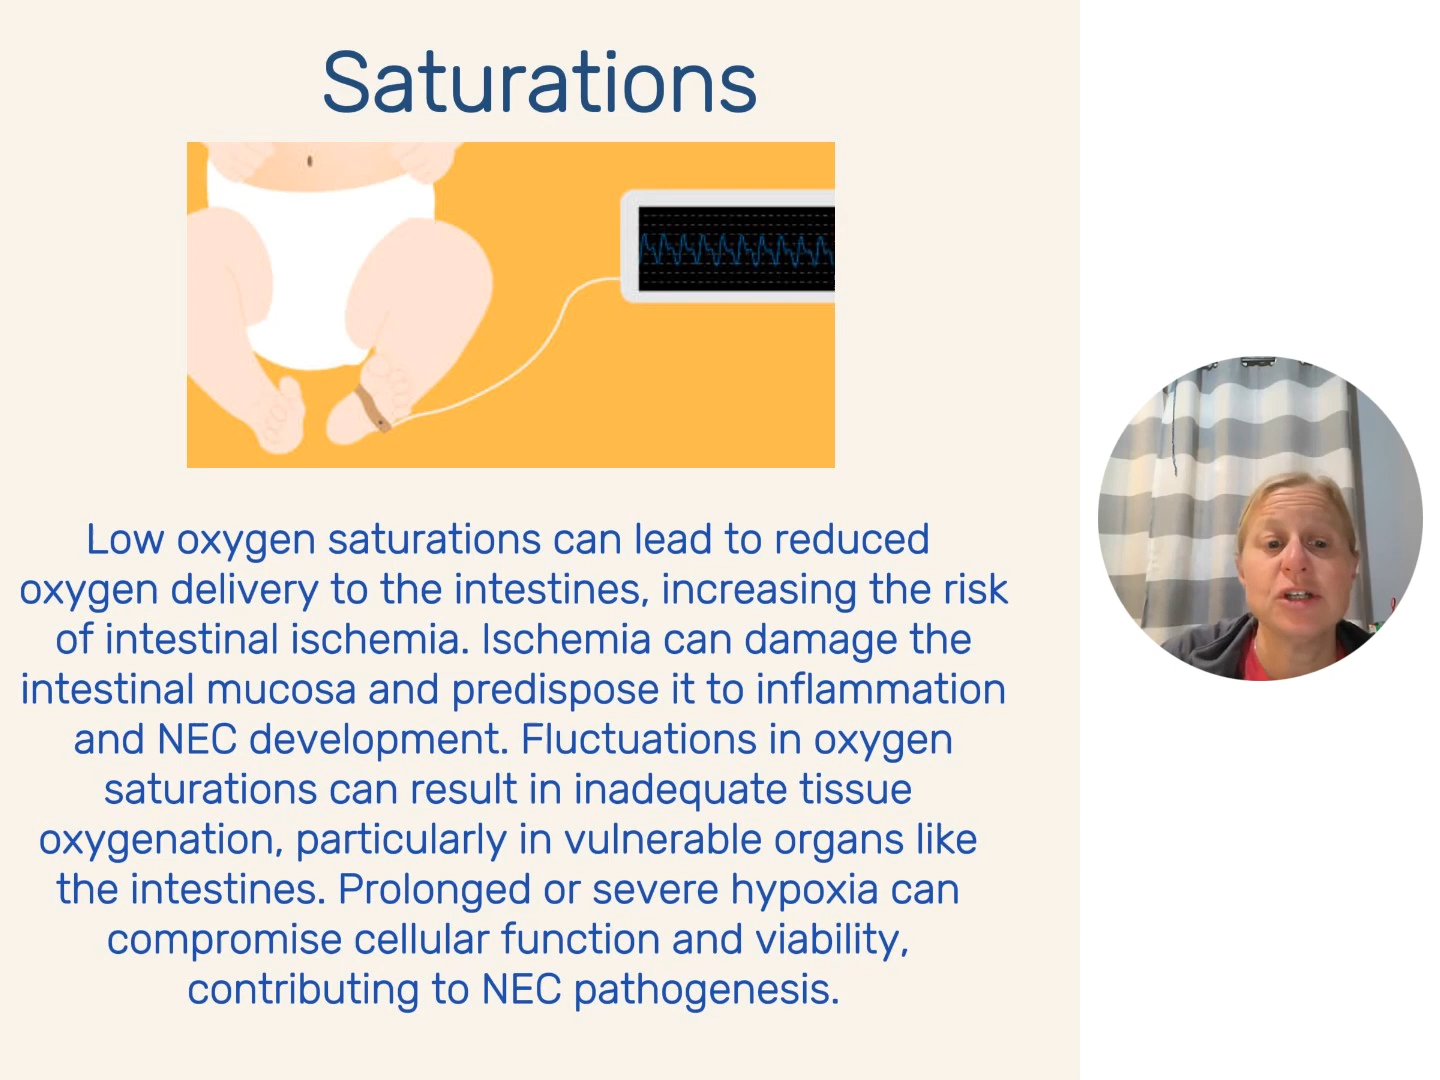 Saturations
Low oxygen saturations can lead to reduced
oxygen delivery to the intestines, increasing the risk
of intestinal ischemia. Ischemia can damage the
intestinal mucosa and predispose it to inflammation
and NEC development. Fluctuations in oxygen
saturations can result in inadequate tissue
oxygenation, particularly in vulnerable organs like
the intestines. Prolonged or severe hypoxia can
compromise cellular function and viability,
contributing to NEC pathogenesis.